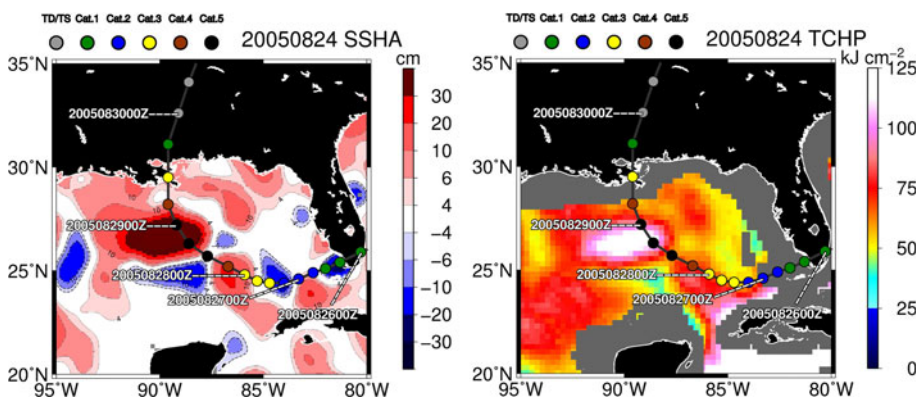 TD/TS Cat.1 Cat.2 Cat.3 Cat.4 Cat.5
20050824 SSHA
cm
35˚N
30˚N
25˚N
20˚N
95˚W 90˚W 85˚W 80˚W
2005083000Z
2005082900Z
2005082800Z
2005082700Z
2005082600Z
30
20
10
6
4
-4
-6
-10
-20
-30
TD/TS Cat.1 Cat.2 Cat.3 Cat.4 Cat.5
20050824 TCHP
kJ cm⁻²
35˚N
30˚N
25˚N
20˚N
95˚W 90˚W 85˚W 80˚W
2005083000Z
2005082900Z
2005082800Z
2005082700Z
2005082600Z
125
100
75
50
25
0